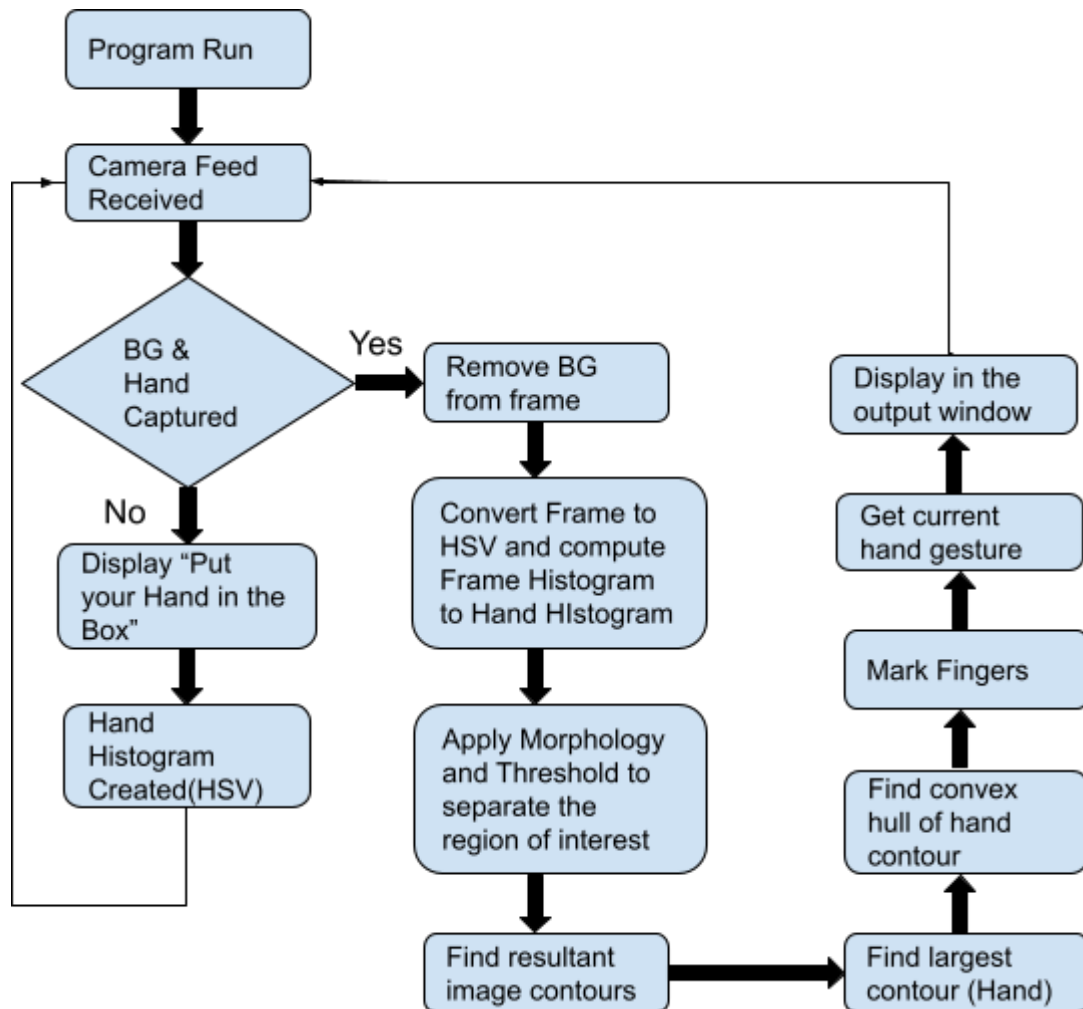 Program Run
Camera Feed
Received
BG &
Hand
Captured
Yes
No
Display “Put
your Hand in the
Box”
Hand
Histogram
Created(HSV)
Remove BG
from frame
Convert Frame to
HSV and compute
Frame Histogram
to Hand HIstogram
Apply Morphology
and Threshold to
separate the
region of interest
Find resultant
image contours
Find largest
contour (Hand)
Find convex
hull of hand
contour
Mark Fingers
Get current
hand gesture
Display in the
output window